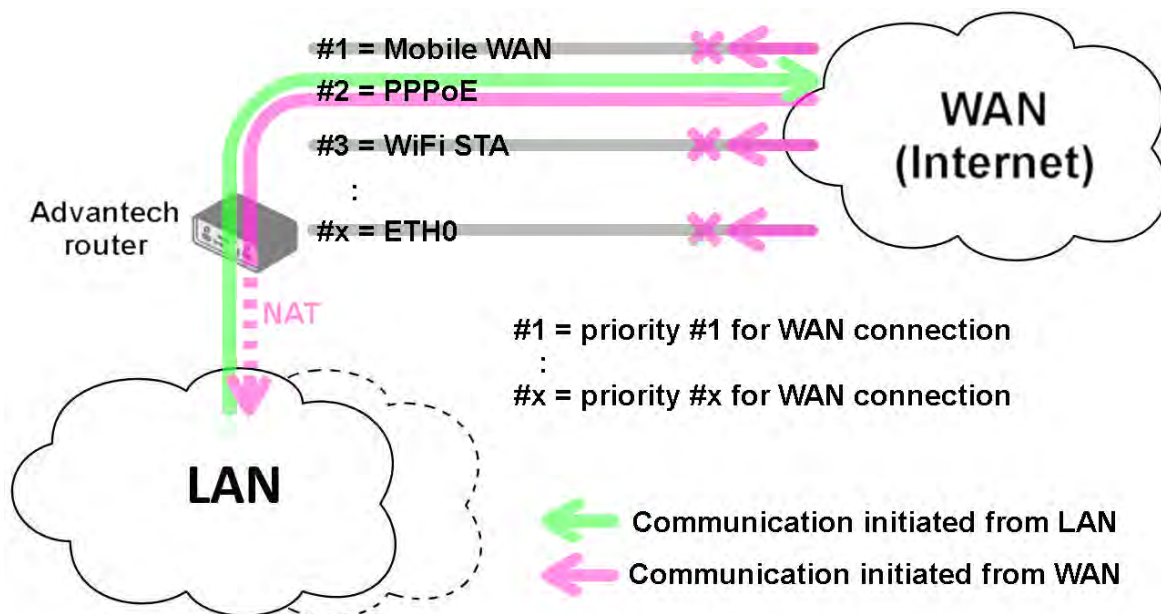 #1 = Mobile WAN
#2 = PPPoE
#3 = WiFi STA
:
#x = ETH0
WAN
(Internet)
Advantech
router
NAT
#1 = priority #1 for WAN connection
:
#x = priority #x for WAN connection
LAN
Communication initiated from LAN
Communication initiated from WAN